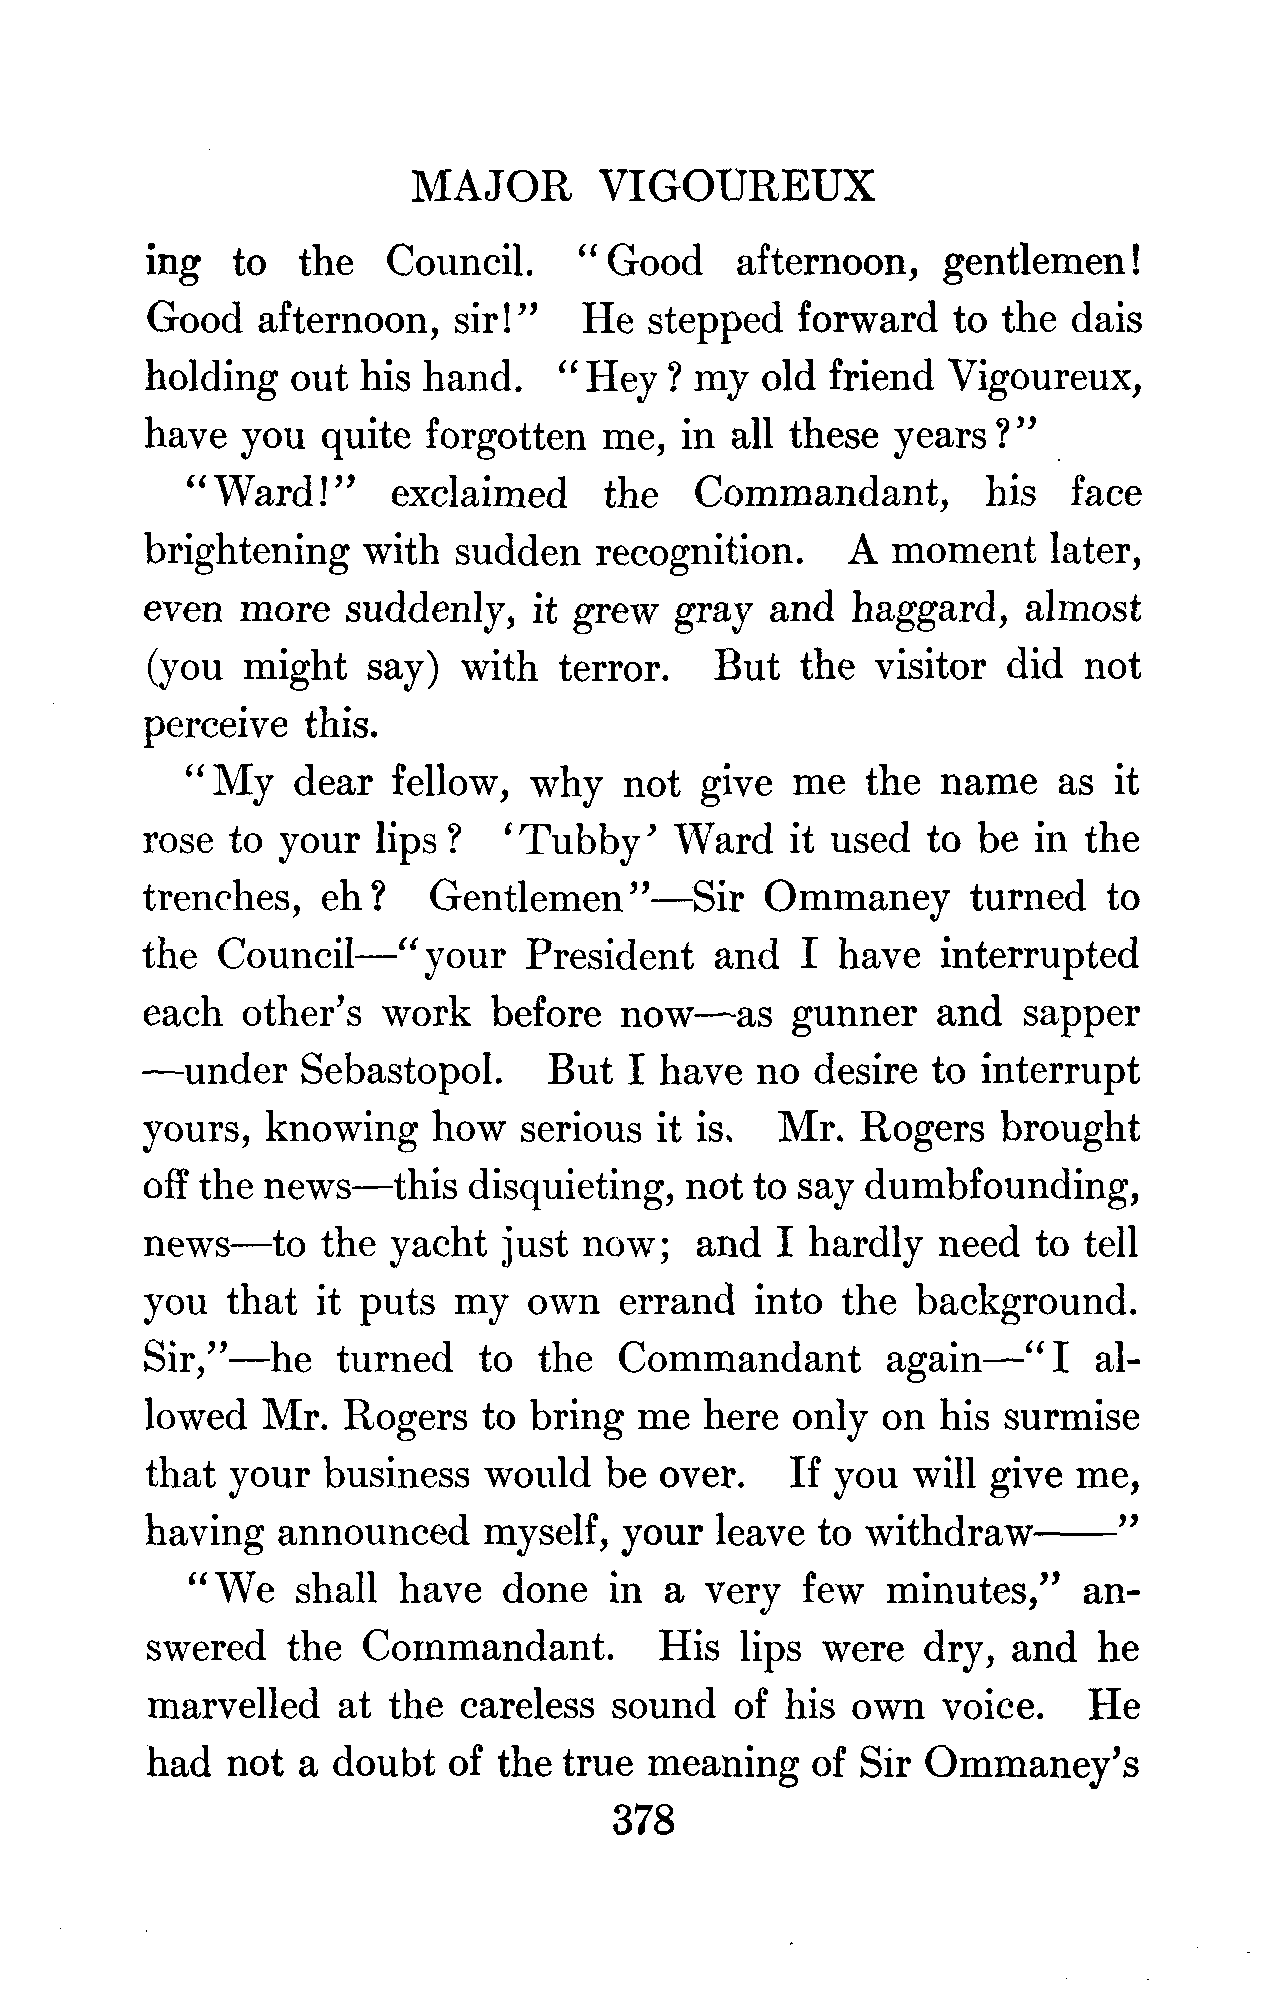 MAJOR VIGOUREUX
ing to the Council. "Good afternoon, gentlemen!
Good afternoon, sir!" He stepped forward to the dais
holding out his hand. "Hey? my old friend Vigoureux,
have you quite forgotten me, in all these years?"
"Ward!" exclaimed the Commandant, his face
brightening with sudden recognition. A moment later,
even more suddenly, it grew gray and haggard, almost
(you might say) with terror. But the visitor did not
perceive this.
"My dear fellow, why not give me the name as it
rose to your lips? 'Tubby' Ward it used to be in the
trenches, eh? Gentlemen"—Sir Ommaney turned to
the Council—"your President and I have interrupted
each other's work before now—as gunner and sapper
—under Sebastopol. But I have no desire to interrupt
yours, knowing how serious it is. Mr. Rogers brought
off the news—this disquieting, not to say dumbfounding,
news—to the yacht just now; and I hardly need to tell
you that it puts my own errand into the background.
Sir,"—he turned to the Commandant again—"I al-
lowed Mr. Rogers to bring me here only on his surmise
that your business would be over. If you will give me,
having announced myself, your leave to withdraw——"
"We shall have done in a very few minutes," an-
swered the Commandant. His lips were dry, and he
marvelled at the careless sound of his own voice. He
had not a doubt of the true meaning of Sir Ommaney's
378